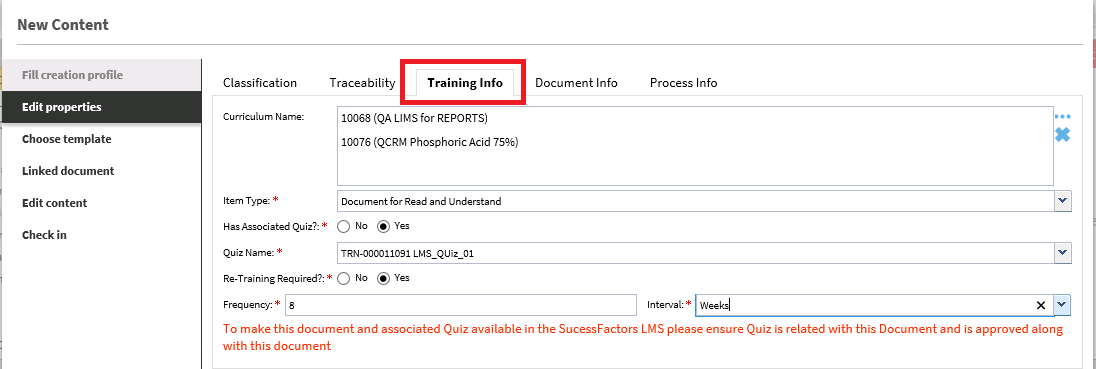 New Content
Fill creation profile
Edit properties
Choose template
Linked document
Edit content
Check in
Classification Traceability Training Info Document Info Process Info
Curriculum Name: 10068 (QA LIMS for REPORTS)
10076 (QCRM Phosphoric Acid 75%)
Item Type: * Document for Read and Understand
Has Associated Quiz?: * No Yes
Quiz Name: * TRN-000011091 LMS_QUiz_01
Re-Training Required?: * No Yes
Frequency: * 8 Interval: * Weeks
To make this document and associated Quiz available in the SucessFactors LMS please ensure Quiz is related with this Document and is approved along
with this document